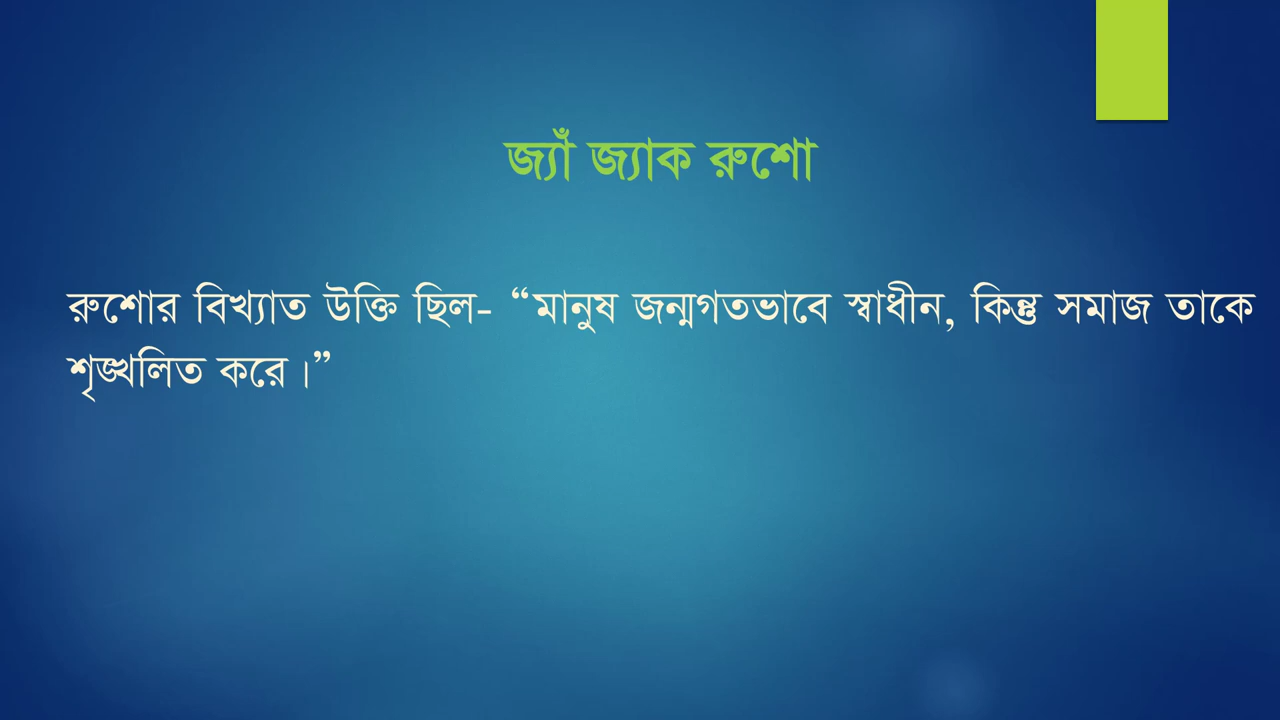 জ্যাঁ জ্যাক রুশো
রুশোর বিখ্যাত উক্তি ছিল- “মানুষ জন্মগতভাবে স্বাধীন, কিন্তু সমাজ তাকে
শৃঙ্খলিত করে।”